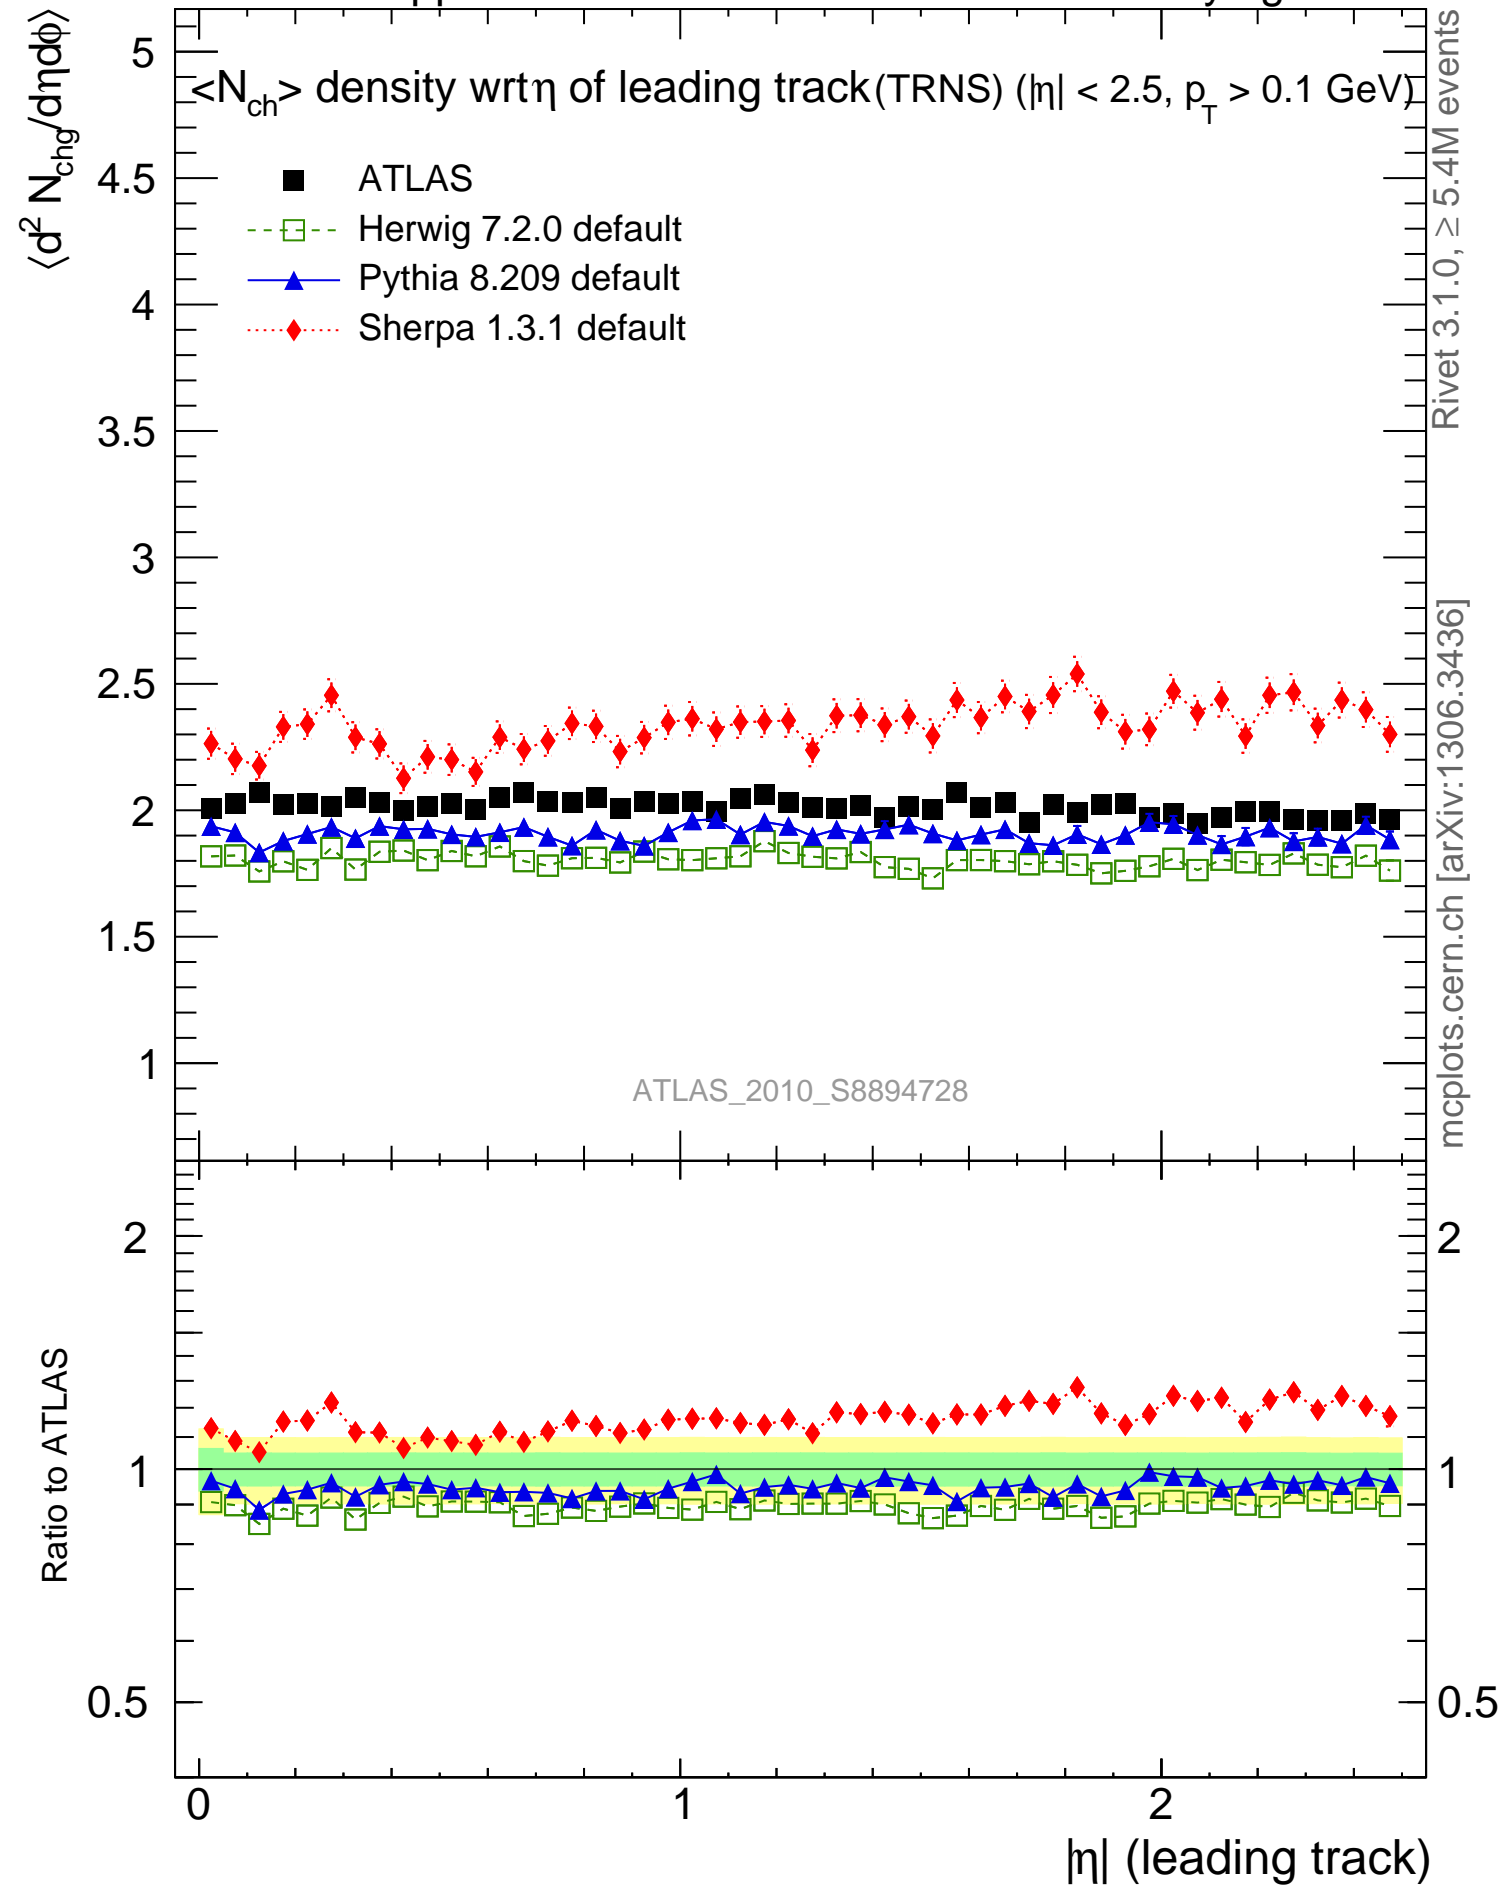 <N_ch> density wrt η of leading track (TRNS) (|η| < 2.5, p_T > 0.1 GeV)
⟨d² N_chg/dηdϕ⟩
ATLAS
Herwig 7.2.0 default
Pythia 8.209 default
Sherpa 1.3.1 default
5
4.5
4
3.5
3
2.5
2
1.5
1
ATLAS_2010_S8894728
Rivet 3.1.0, ≥ 5.4M events
mcplots.cern.ch [arXiv:1306.3436]
Ratio to ATLAS
2
1
0.5
2
1
0.5
0
1
2
|η| (leading track)